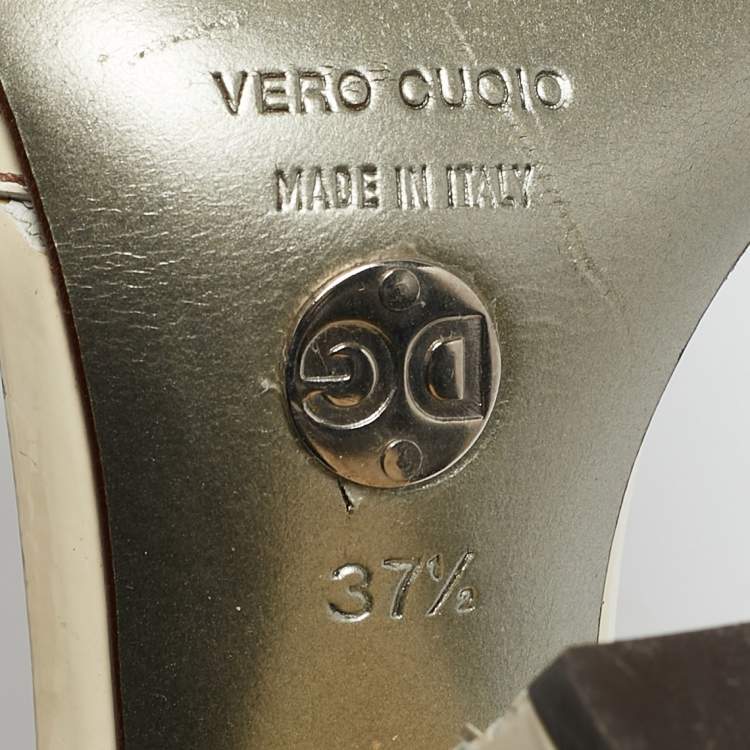 VERO CUOIO
MADE IN ITALY
DG
37½